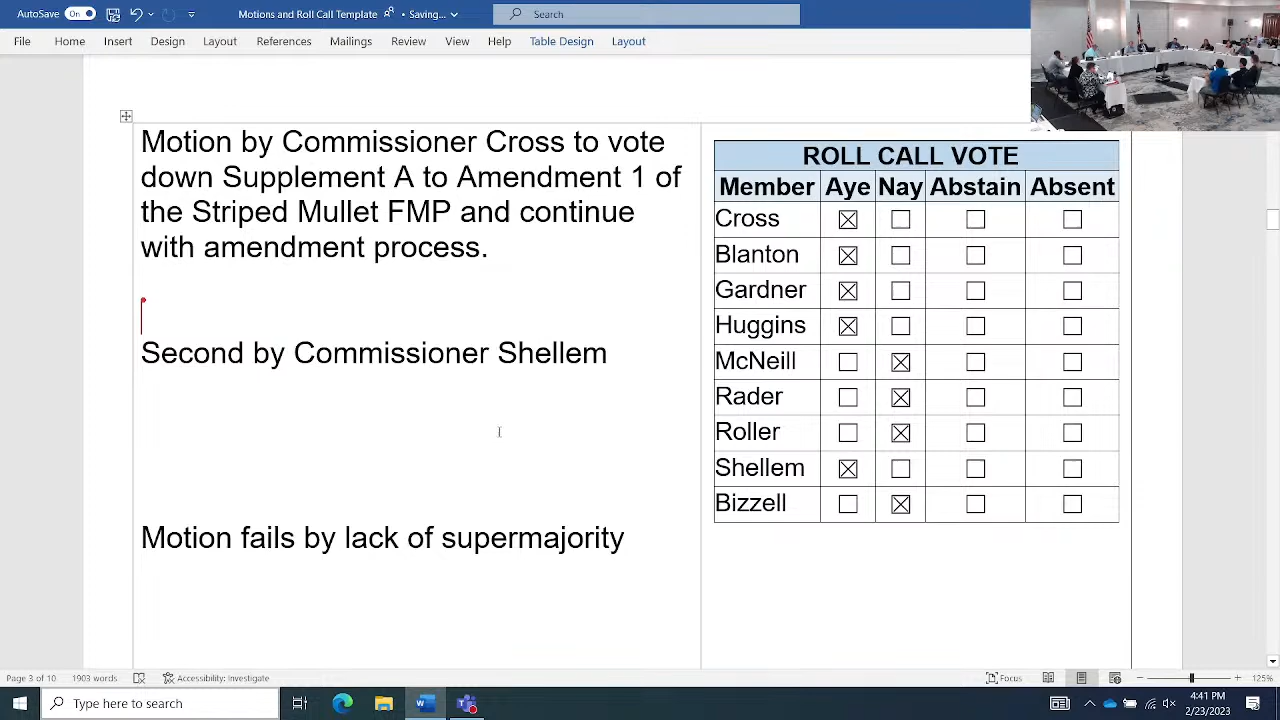 AutoSave On Motions and Roll Call Template • Saving... Search
File Home Insert Design Layout References Mailings Review View Help Table Design Layout
Motion by Commissioner Cross to vote
down Supplement A to Amendment 1 of
the Striped Mullet FMP and continue
with amendment process.
Second by Commissioner Shellem
Motion fails by lack of supermajority
ROLL CALL VOTE
Member Aye Nay Abstain Absent
Cross ☒ ☐ ☐ ☐
Blanton ☒ ☐ ☐ ☐
Gardner ☒ ☐ ☐ ☐
Huggins ☒ ☐ ☐ ☐
McNeill ☐ ☒ ☐ ☐
Rader ☐ ☒ ☐ ☐
Roller ☐ ☒ ☐ ☐
Shellem ☒ ☐ ☐ ☐
Bizzell ☐ ☒ ☐ ☐
Page 3 of 10 1903 words Accessibility: Investigate Focus 125%
Type here to search
4:41 PM
2/23/2023